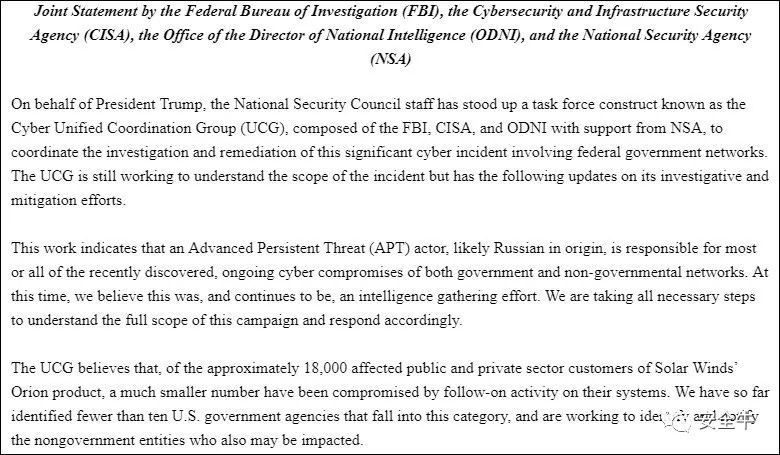 Joint Statement by the Federal Bureau of Investigation (FBI), the Cybersecurity and Infrastructure Security
Agency (CISA), the Office of the Director of National Intelligence (ODNI), and the National Security Agency
(NSA)
On behalf of President Trump, the National Security Council staff has stood up a task force construct known as the
Cyber Unified Coordination Group (UCG), composed of the FBI, CISA, and ODNI with support from NSA, to
coordinate the investigation and remediation of this significant cyber incident involving federal government networks.
The UCG is still working to understand the scope of the incident but has the following updates on its investigative and
mitigation efforts.
This work indicates that an Advanced Persistent Threat (APT) actor, likely Russian in origin, is responsible for most
or all of the recently discovered, ongoing cyber compromises of both government and non-governmental networks. At
this time, we believe this was, and continues to be, an intelligence gathering effort. We are taking all necessary steps
to understand the full scope of this campaign and respond accordingly.
The UCG believes that, of the approximately 18,000 affected public and private sector customers of Solar Winds’
Orion product, a much smaller number have been compromised by follow-on activity on their systems. We have so far
identified fewer than ten U.S. government agencies that fall into this category, and are working to
the nongovernment entities who also may be impacted.
安全牛